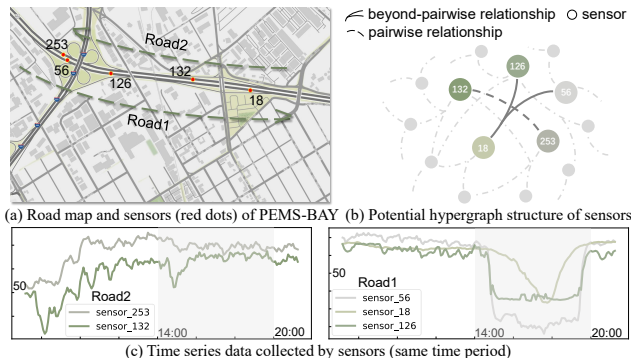 253
Road2
56
126
132
18
Road1
beyond-pairwise relationship
sensor
pairwise relationship
126
132
56
18
253
(a) Road map and sensors (red dots) of PEMS-BAY
(b) Potential hypergraph structure of sensors
50
Road2
sensor_253
sensor_132
14:00
20:00
50
Road1
sensor_56
sensor_18
sensor_126
14:00
20:00
(c) Time series data collected by sensors (same time period)